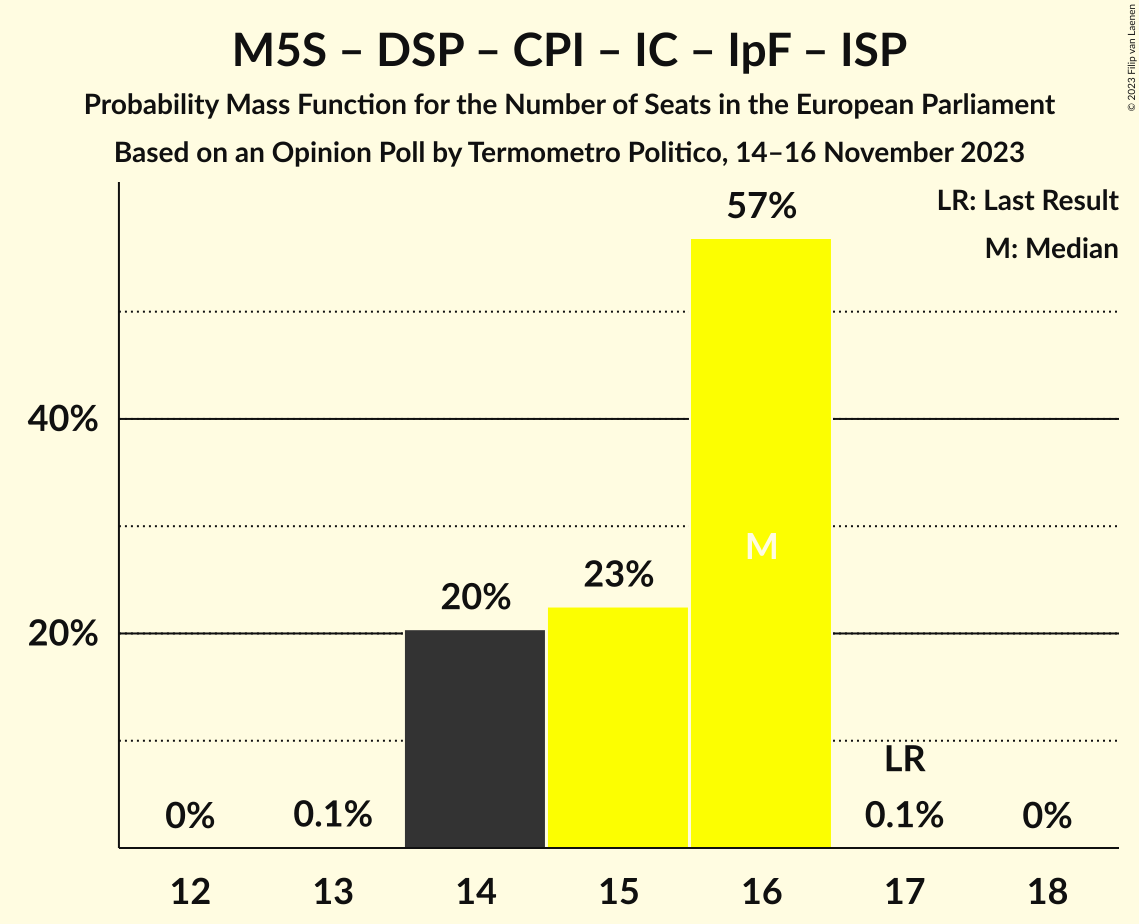 M5S – DSP – CPI – IC – IpF – ISP
Probability Mass Function for the Number of Seats in the European Parliament
Based on an Opinion Poll by Termometro Politico, 14–16 November 2023
© 2023 Filip van Laenen
LR: Last Result
M: Median
57%
40%
M
23%
20%
20%
LR
0%
0.1%
0.1%
0%
12
13
14
15
16
17
18